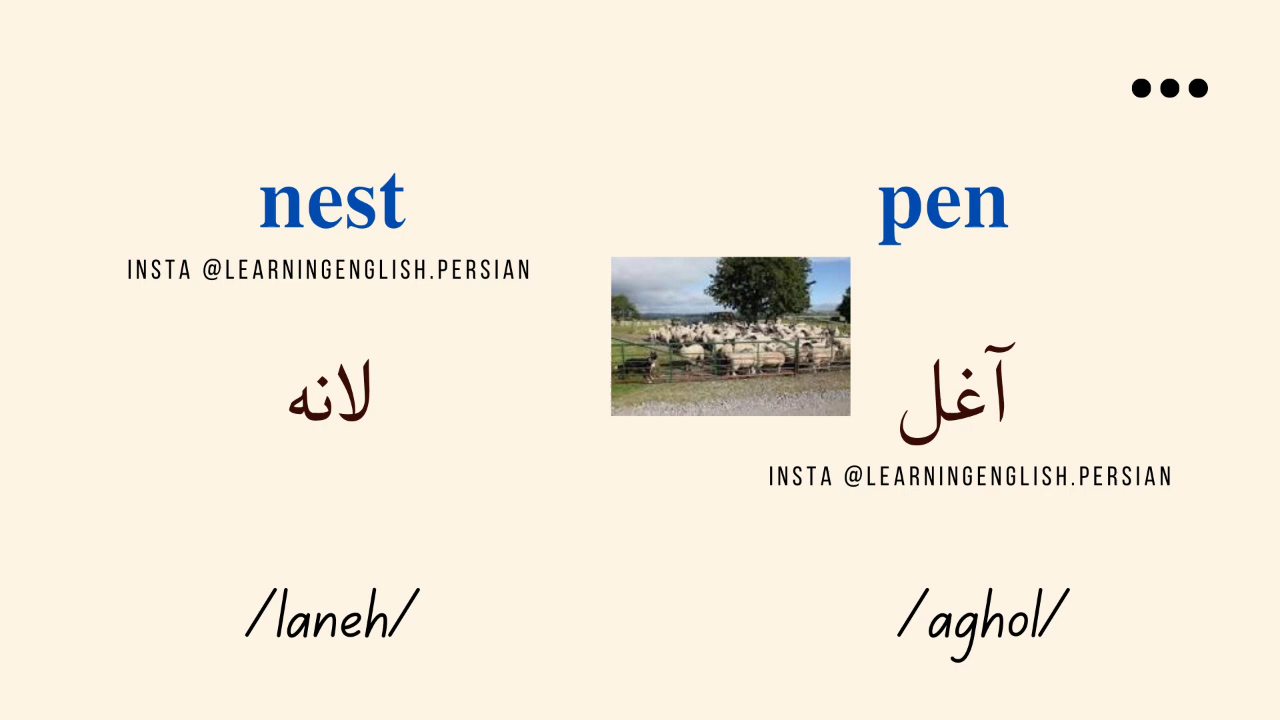 nest
INSTA @LEARNINGENGLISH.PERSIAN
لانه
/laneh/
pen
آغل
INSTA @LEARNINGENGLISH.PERSIAN
/aghol/